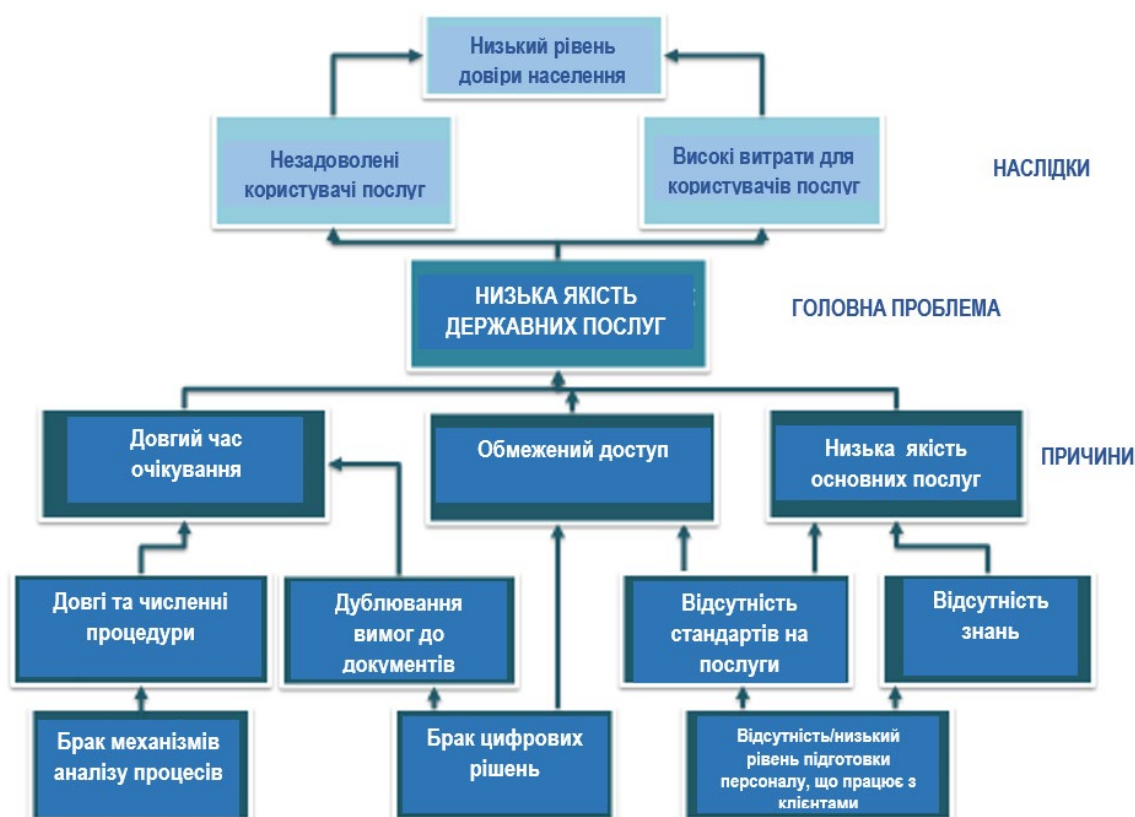 Низький рівень
довіри населення
Незадоволені
користувачі послуг
Високі витрати для
користувачів послуг
НАСЛІДКИ
НИЗЬКА ЯКІСТЬ
ДЕРЖАВНИХ ПОСЛУГ
ГОЛОВНА ПРОБЛЕМА
Довгий час
очікування
Обмежений доступ
Низька якість
основних послуг
ПРИЧИНИ
Довгі та численні
процедури
Дублювання
вимог до
документів
Відсутність
стандартів на
послуги
Відсутність
знань
Брак механізмів
аналізу процесів
Брак цифрових
рішень
Відсутність/низький
рівень підготовки
персоналу, що працює з
клієнтами